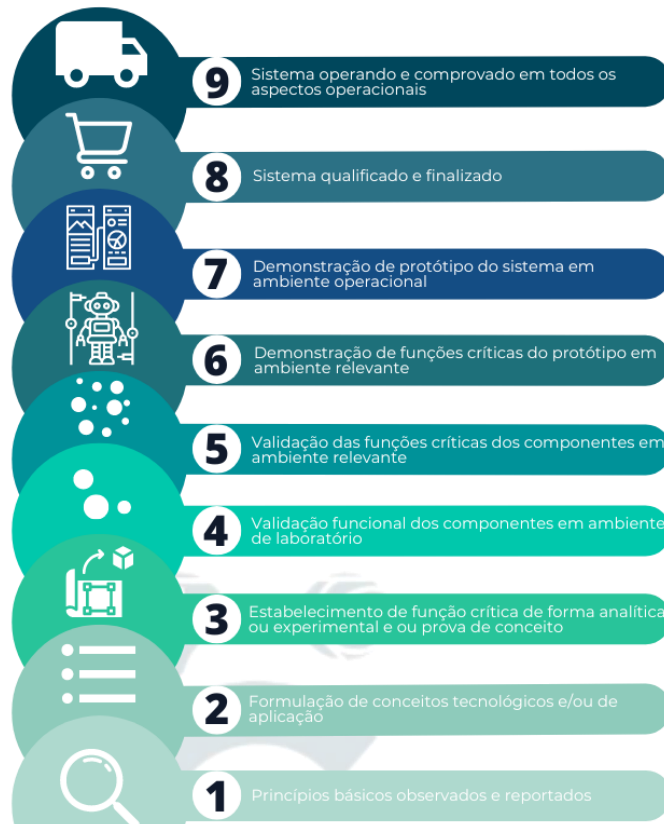 9
Sistema operando e comprovado em todos os
aspectos operacionais
8
Sistema qualificado e finalizado
7
Demonstração de protótipo do sistema em
ambiente operacional
6
Demonstração de funções críticas do protótipo em
ambiente relevante
5
Validação das funções críticas dos componentes em
ambiente relevante
4
Validação funcional dos componentes em ambiente
de laboratório
3
Estabelecimento de função crítica de forma analítica
ou experimental e ou prova de conceito
2
Formulação de conceitos tecnológicos e/ou de
aplicação
1
Princípios básicos observados e reportados